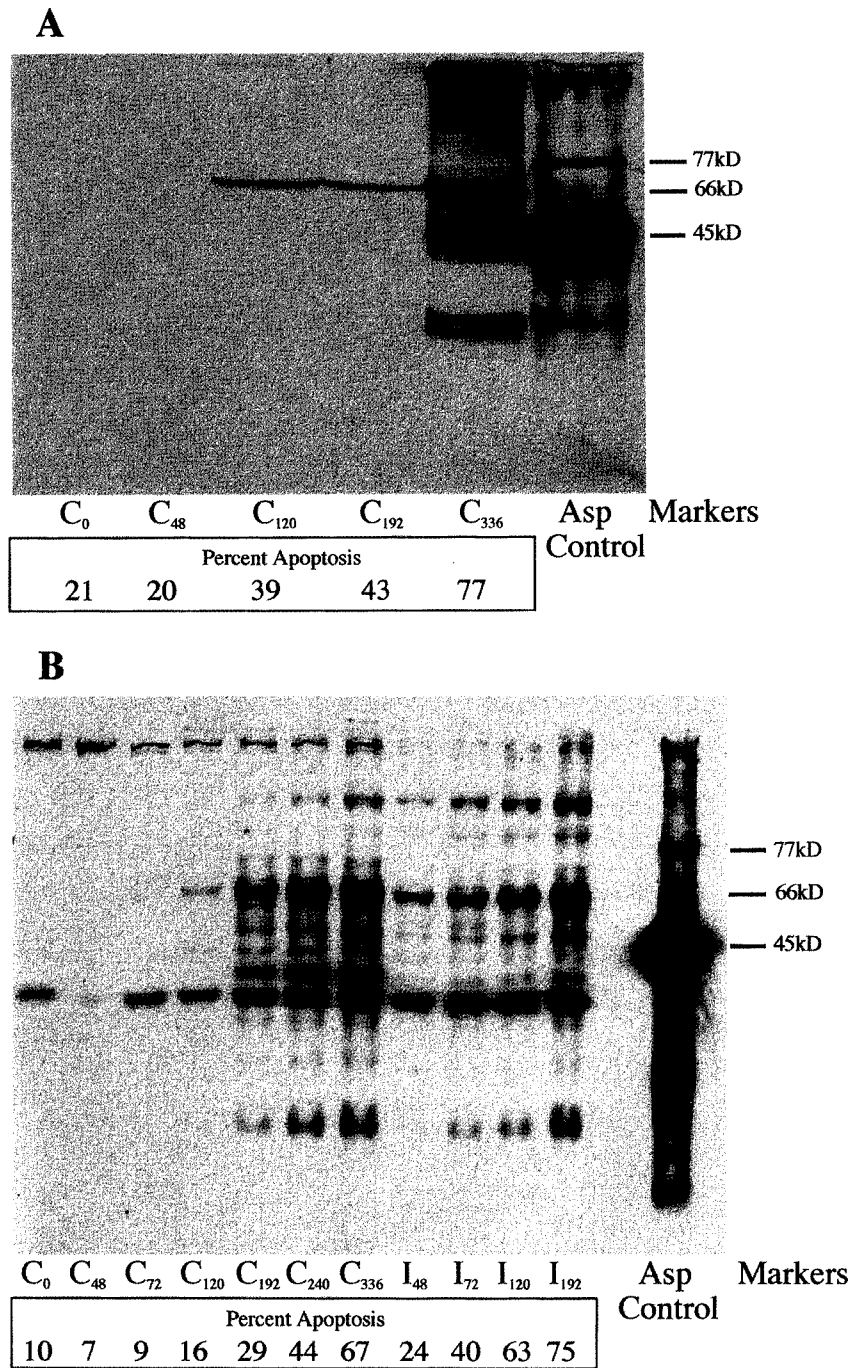 A
77kD
66kD
45kD
C₀ C₄₈ C₁₂₀ C₁₉₂ C₃₃₆ Asp Control Markers
Percent Apoptosis
21 20 39 43 77
B
77kD
66kD
45kD
C₀ C₄₈ C₇₂ C₁₂₀ C₁₉₂ C₂₄₀ C₃₃₆ I₄₈ I₇₂ I₁₂₀ I₁₉₂ Asp Control Markers
Percent Apoptosis
10 7 9 16 29 44 67 24 40 63 75